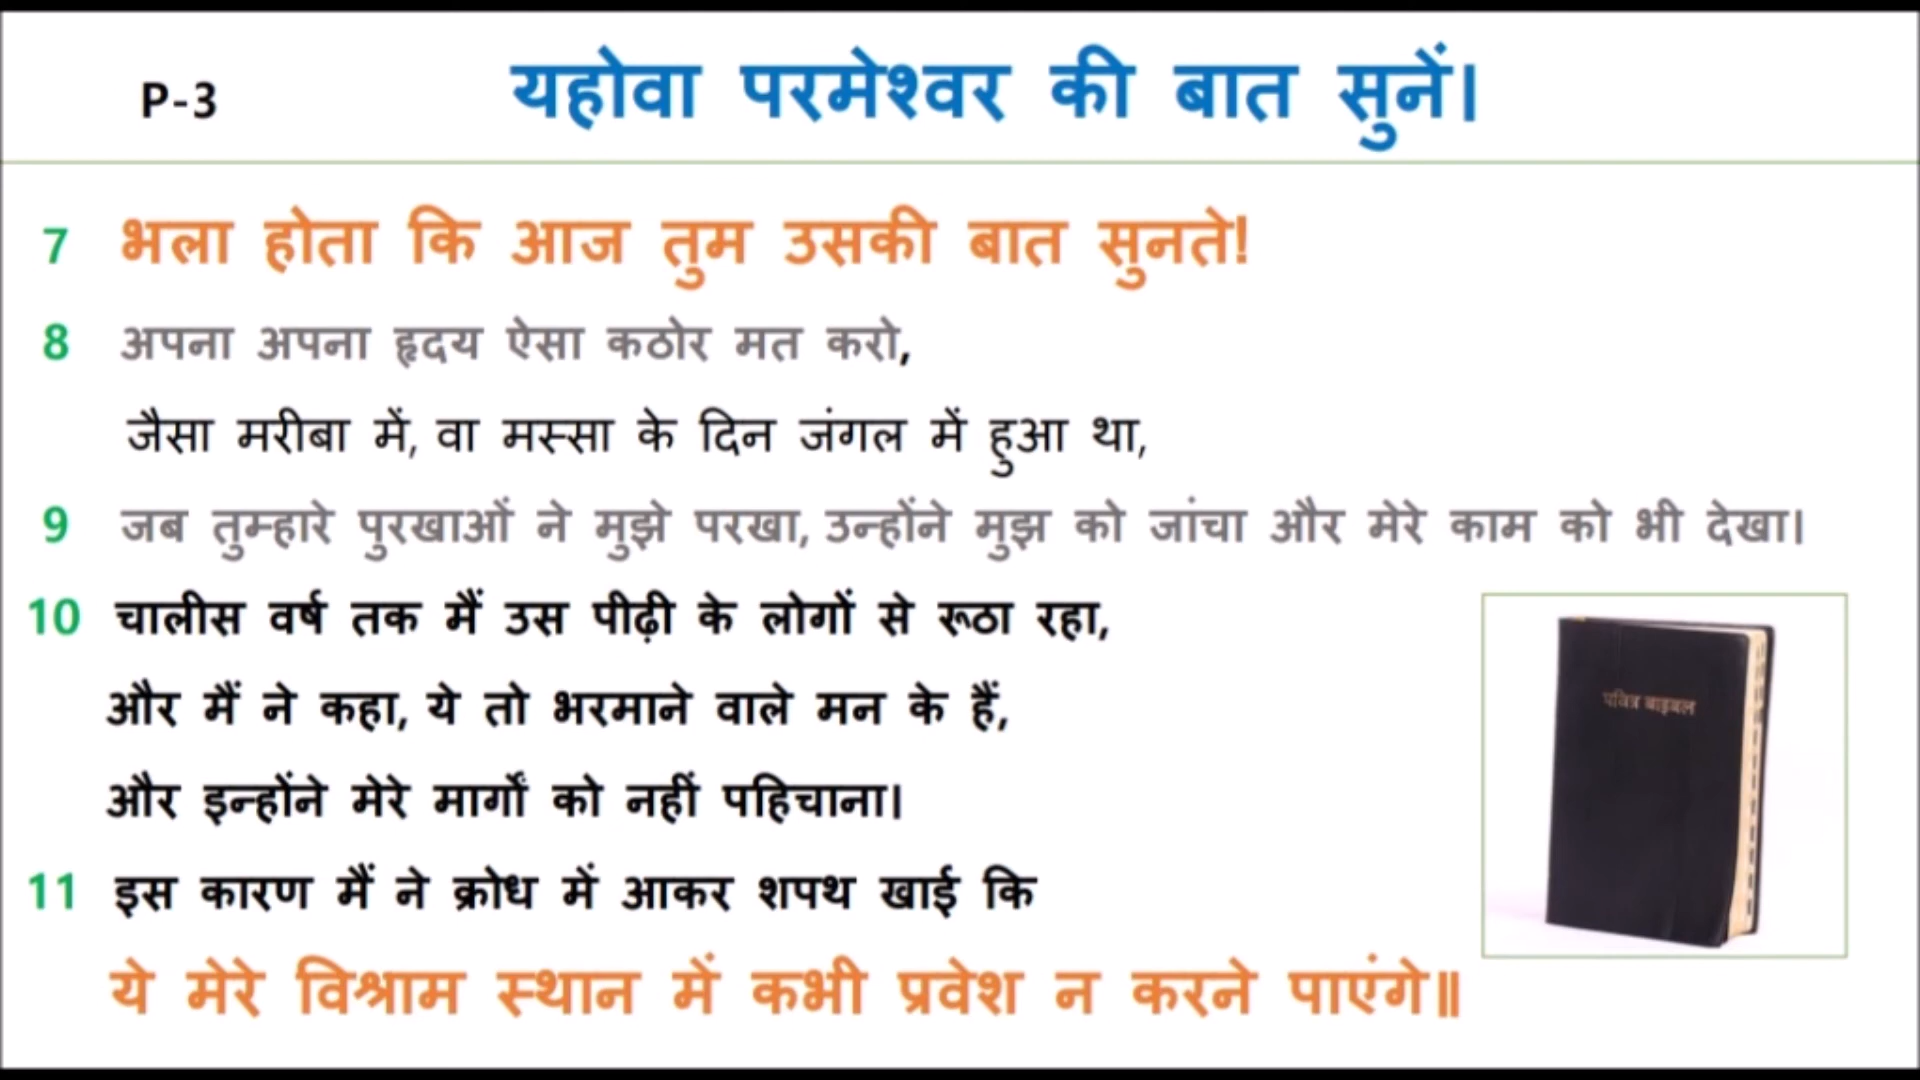 P-3 यहोवा परमेश्वर की बात सुनें।
7 भला होता कि आज तुम उसकी बात सुनते!
8 अपना अपना हृदय ऐसा कठोर मत करो,
जैसा मरीबा में, वा मस्सा के दिन जंगल में हुआ था,
9 जब तुम्हारे पुरखाओं ने मुझे परखा, उन्होंने मुझ को जांचा और मेरे काम को भी देखा।
10 चालीस वर्ष तक मैं उस पीढ़ी के लोगों से रूठा रहा,
और मैं ने कहा, ये तो भरमाने वाले मन के हैं,
और इन्होंने मेरे मार्गों को नहीं पहिचाना।
11 इस कारण मैं ने क्रोध में आकर शपथ खाई कि
ये मेरे विश्राम स्थान में कभी प्रवेश न करने पाएंगे॥
पवित्र बाइबल